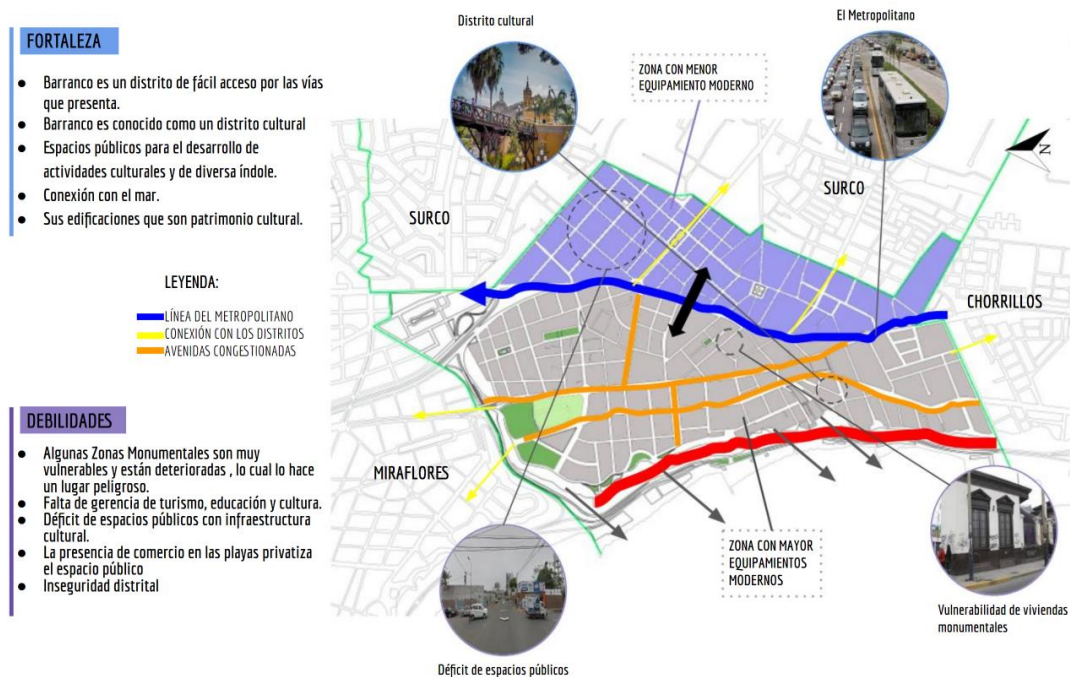 FORTALEZA
● Barranco es un distrito de fácil acceso por las vías
que presenta.
● Barranco es conocido como un distrito cultural
● Espacios públicos para el desarrollo de
actividades culturales y de diversa índole.
● Conexión con el mar.
● Sus edificaciones que son patrimonio cultural.
LEYENDA:
LÍNEA DEL METROPOLITANO
CONEXIÓN CON LOS DISTRITOS
AVENIDAS CONGESTIONADAS
DEBILIDADES
● Algunas Zonas Monumentales son muy
vulnerables y están deterioradas , lo cual lo hace
un lugar peligroso.
● Falta de gerencia de turismo, educación y cultura.
● Déficit de espacios públicos con infraestructura
cultural.
● La presencia de comercio en las playas privatiza
el espacio público
● Inseguridad distrital
Distrito cultural
El Metropolitano
ZONA CON MENOR
EQUIPAMIENTO MODERNO
N
SURCO
SURCO
CHORRILLOS
MIRAFLORES
ZONA CON MAYOR
EQUIPAMIENTOS
MODERNOS
Vulnerabilidad de viviendas
monumentales
Déficit de espacios públicos